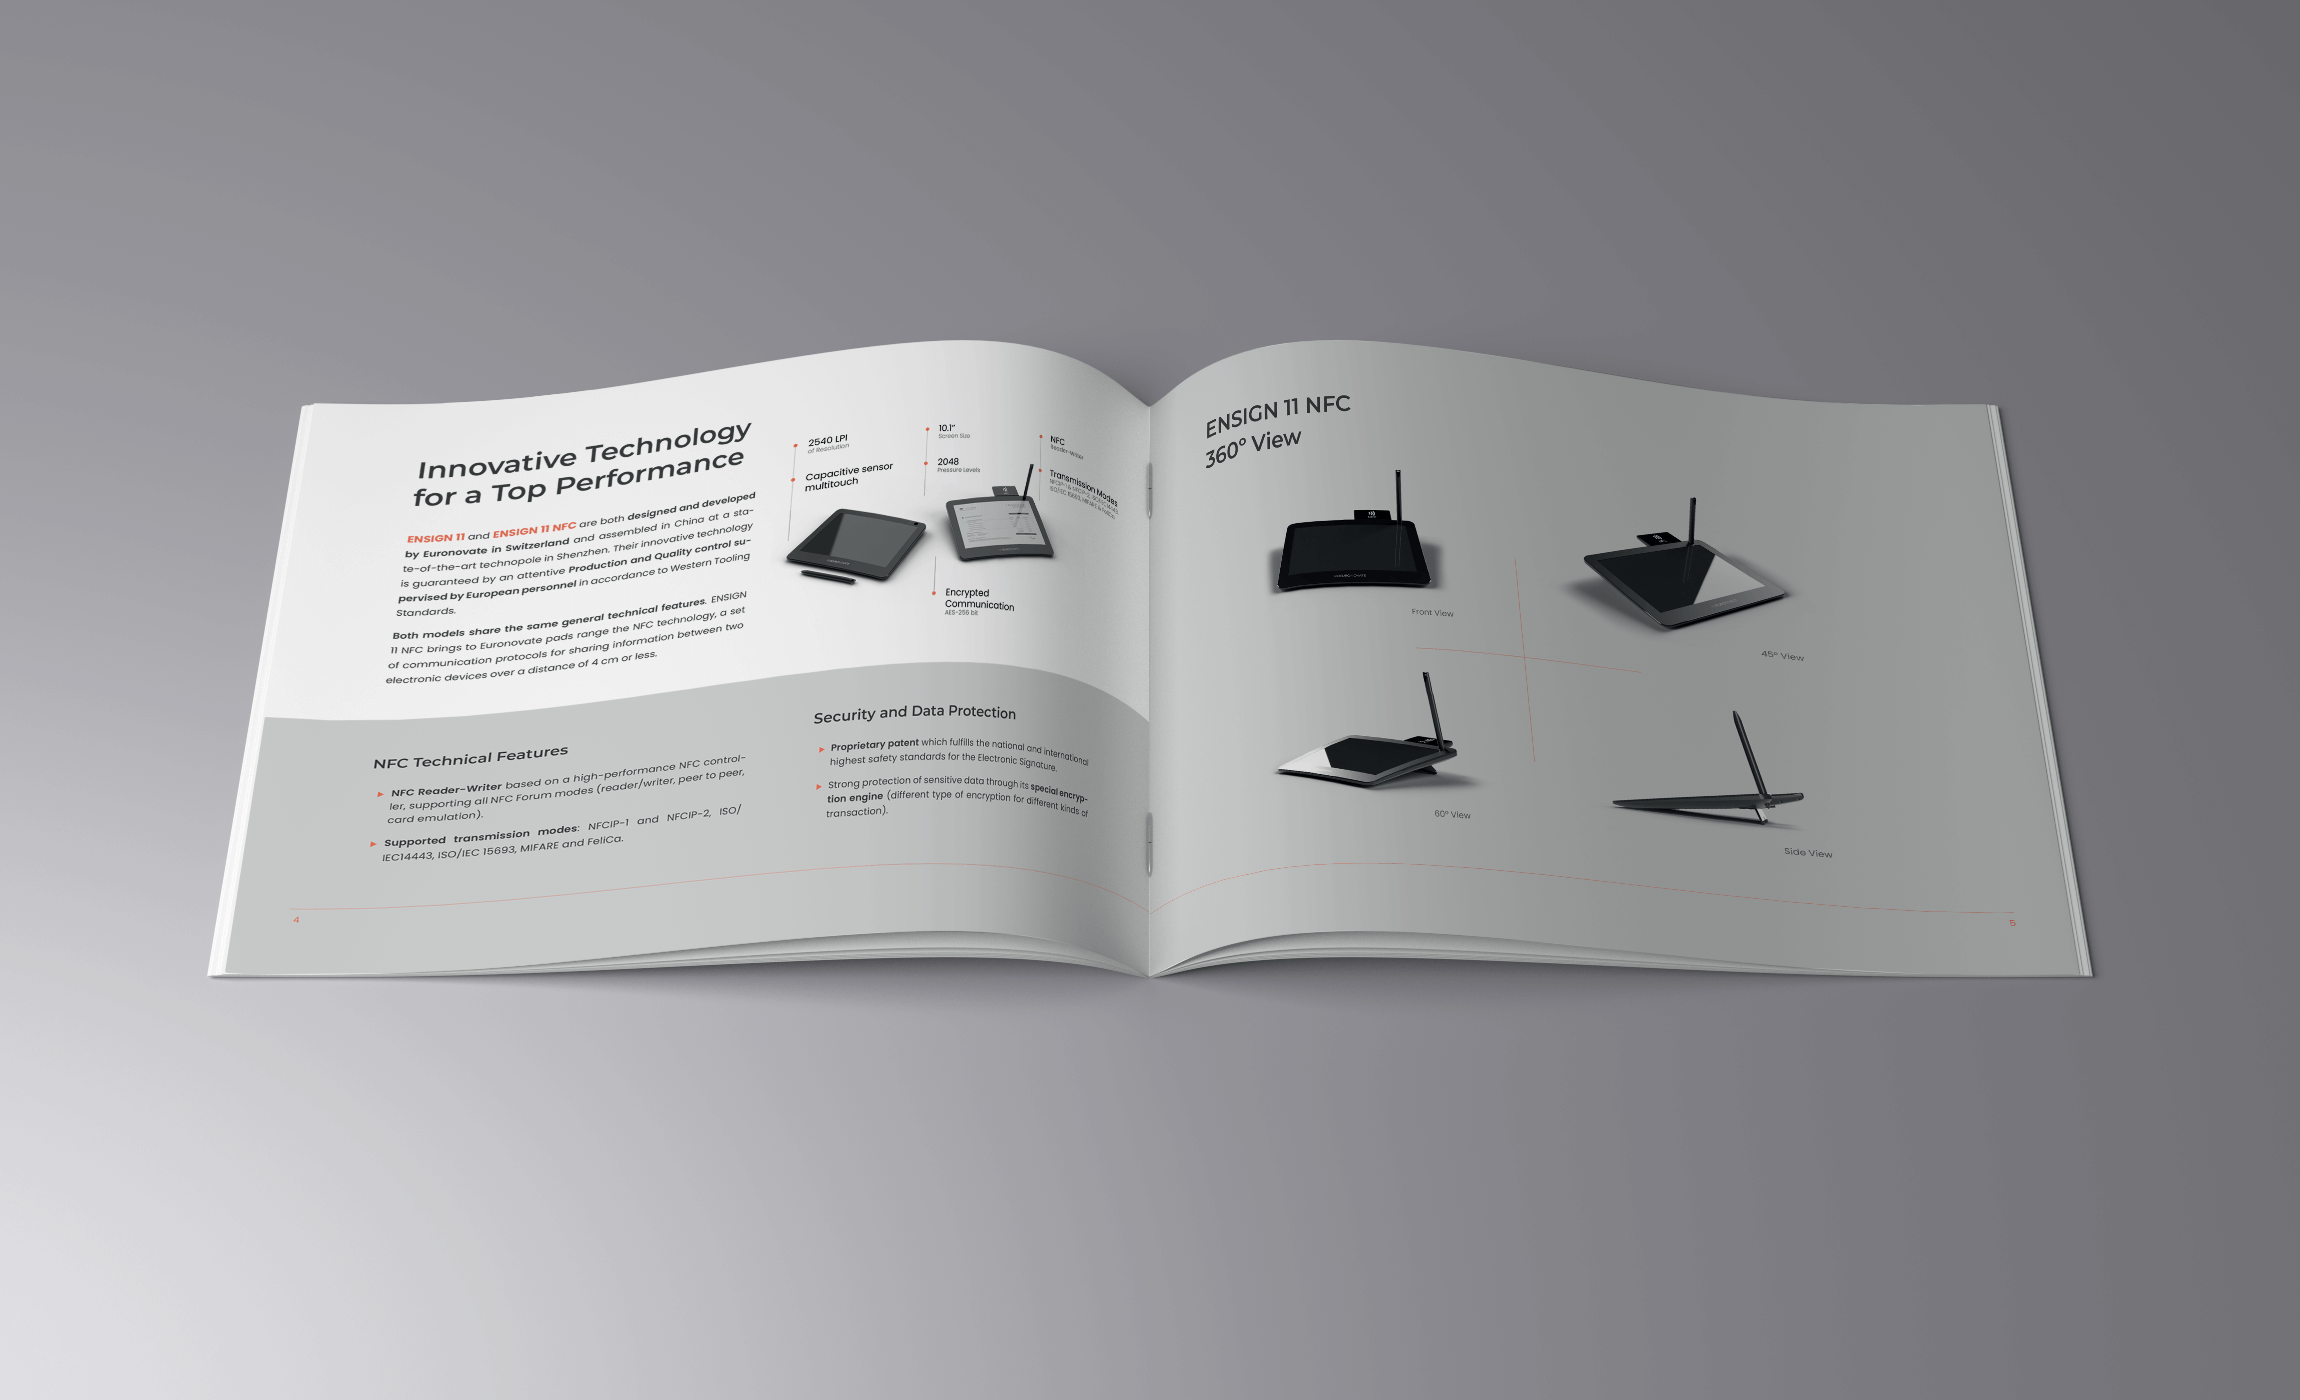 Innovative Technology
for a Top Performance
ENSIGN 11 and ENSIGN 11 NFC are both designed and developed
by Euronovate in Switzerland and assembled in China at a sta-
te-of-the-art technopole in Shenzhen. Their innovative technology
is guaranteed by an attentive Production and Quality control su-
pervised by European personnel in accordance to Western Tooling
Standards.
Both models share the same general technical features. ENSIGN
11 NFC brings to Euronovate pads range the NFC technology, a set
of communication protocols for sharing information between two
electronic devices over a distance of 4 cm or less.
2540 LPI
of Resolution
Capacitive sensor
multitouch
10.1"
Screen Size
2048
Pressure Levels
NFC
Reader-Writer
Transmission Modes
Encrypted
Communication
AES-256 bit
NFC Technical Features
► NFC Reader-Writer based on a high-performance NFC control-
ler, supporting all NFC Forum modes (reader/writer, peer to peer,
card emulation).
► Supported transmission modes: NFCIP-1 and NFCIP-2, ISO/
IEC14443, ISO/IEC 15693, MIFARE and FeliCa.
Security and Data Protection
► Proprietary patent which fulfills the national and international
highest safety standards for the Electronic Signature.
► Strong protection of sensitive data through its special encryp-
tion engine (different type of encryption for different kinds of
transaction).
4
ENSIGN 11 NFC
360° View
Front View
45° View
60° View
Side View
5